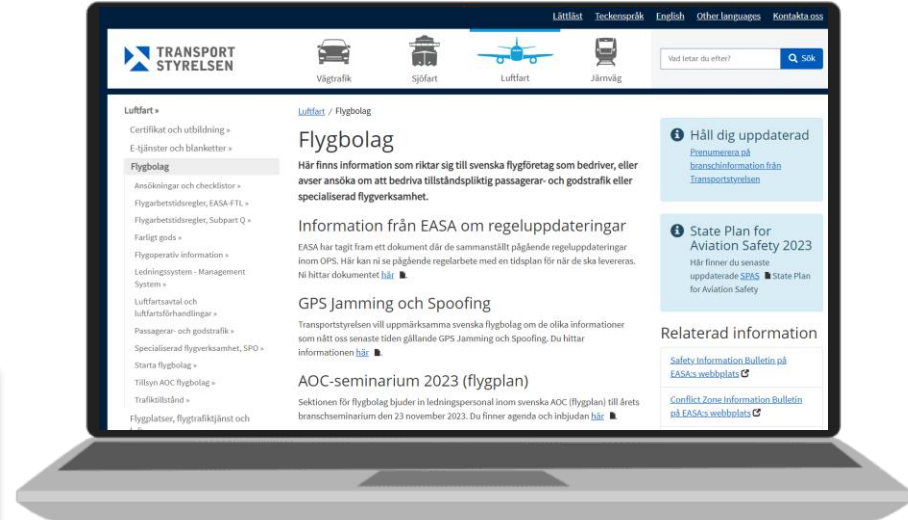 Lättläst Teckenspråk English Other languages Kontakta oss
TRANSPORT
STYRELSEN
Vägtrafik Sjöfart Luftfart Järnväg
Vad letar du efter? Sök
Luftfart »
Certifikat och utbildning »
E-tjänster och blanketter »
Flygbolag
Ansökningar och checklistor »
Flygarbetstidsregler, EASA-FTL »
Flygarbetstidsregler, Subpart Q »
Farligt gods »
Flygoperativ information »
Ledningssystem - Management
System »
Luftfartsavtal och
luftfartsförhandlingar »
Passagerar- och godstrafik »
Specialiserad flygverksamhet, SPO »
Starta flygbolag »
Tillsyn AOC flygbolag »
Trafiktillstånd »
Flygplatser, flygtrafiktjänst och
Luftfart / Flygbolag
Flygbolag
Här finns information som riktar sig till svenska flygföretag som bedriver, eller
avser ansöka om att bedriva tillståndspliktig passagerar- och godstrafik eller
specialiserad flygverksamhet.
Information från EASA om regeluppdateringar
EASA har tagit fram ett dokument där de sammanställt pågående regeluppdateringar
inom OPS. Här kan ni se pågående regelarbete med en tidsplan för när de ska levereras.
Ni hittar dokumentet här
GPS Jamming och Spoofing
Transportstyrelsen vill uppmärksamma svenska flygbolag om de olika informationer
som nått oss senaste tiden gällande GPS Jamming och Spoofing. Du hittar
informationen här
AOC-seminarium 2023 (flygplan)
Sektionen för flygbolag bjuder in ledningspersonal inom svenska AOC (flygplan) till årets
branschseminarium den 23 november 2023. Du finner agenda och inbjudan här
Håll dig uppdaterad
Prenumerera på
branschinformation från
Transportstyrelsen
State Plan for
Aviation Safety 2023
Här finner du senaste
uppdaterade SPAS State Plan
for Aviation Safety
Relaterad information
Safety Information Bulletin på
EASA:s webbplats
Conflict Zone Information Bulletin
på EASA:s webbplats